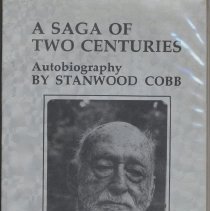 A SAGA OF
TWO CENTURIES
Autobiography
BY STANWOOD COBB